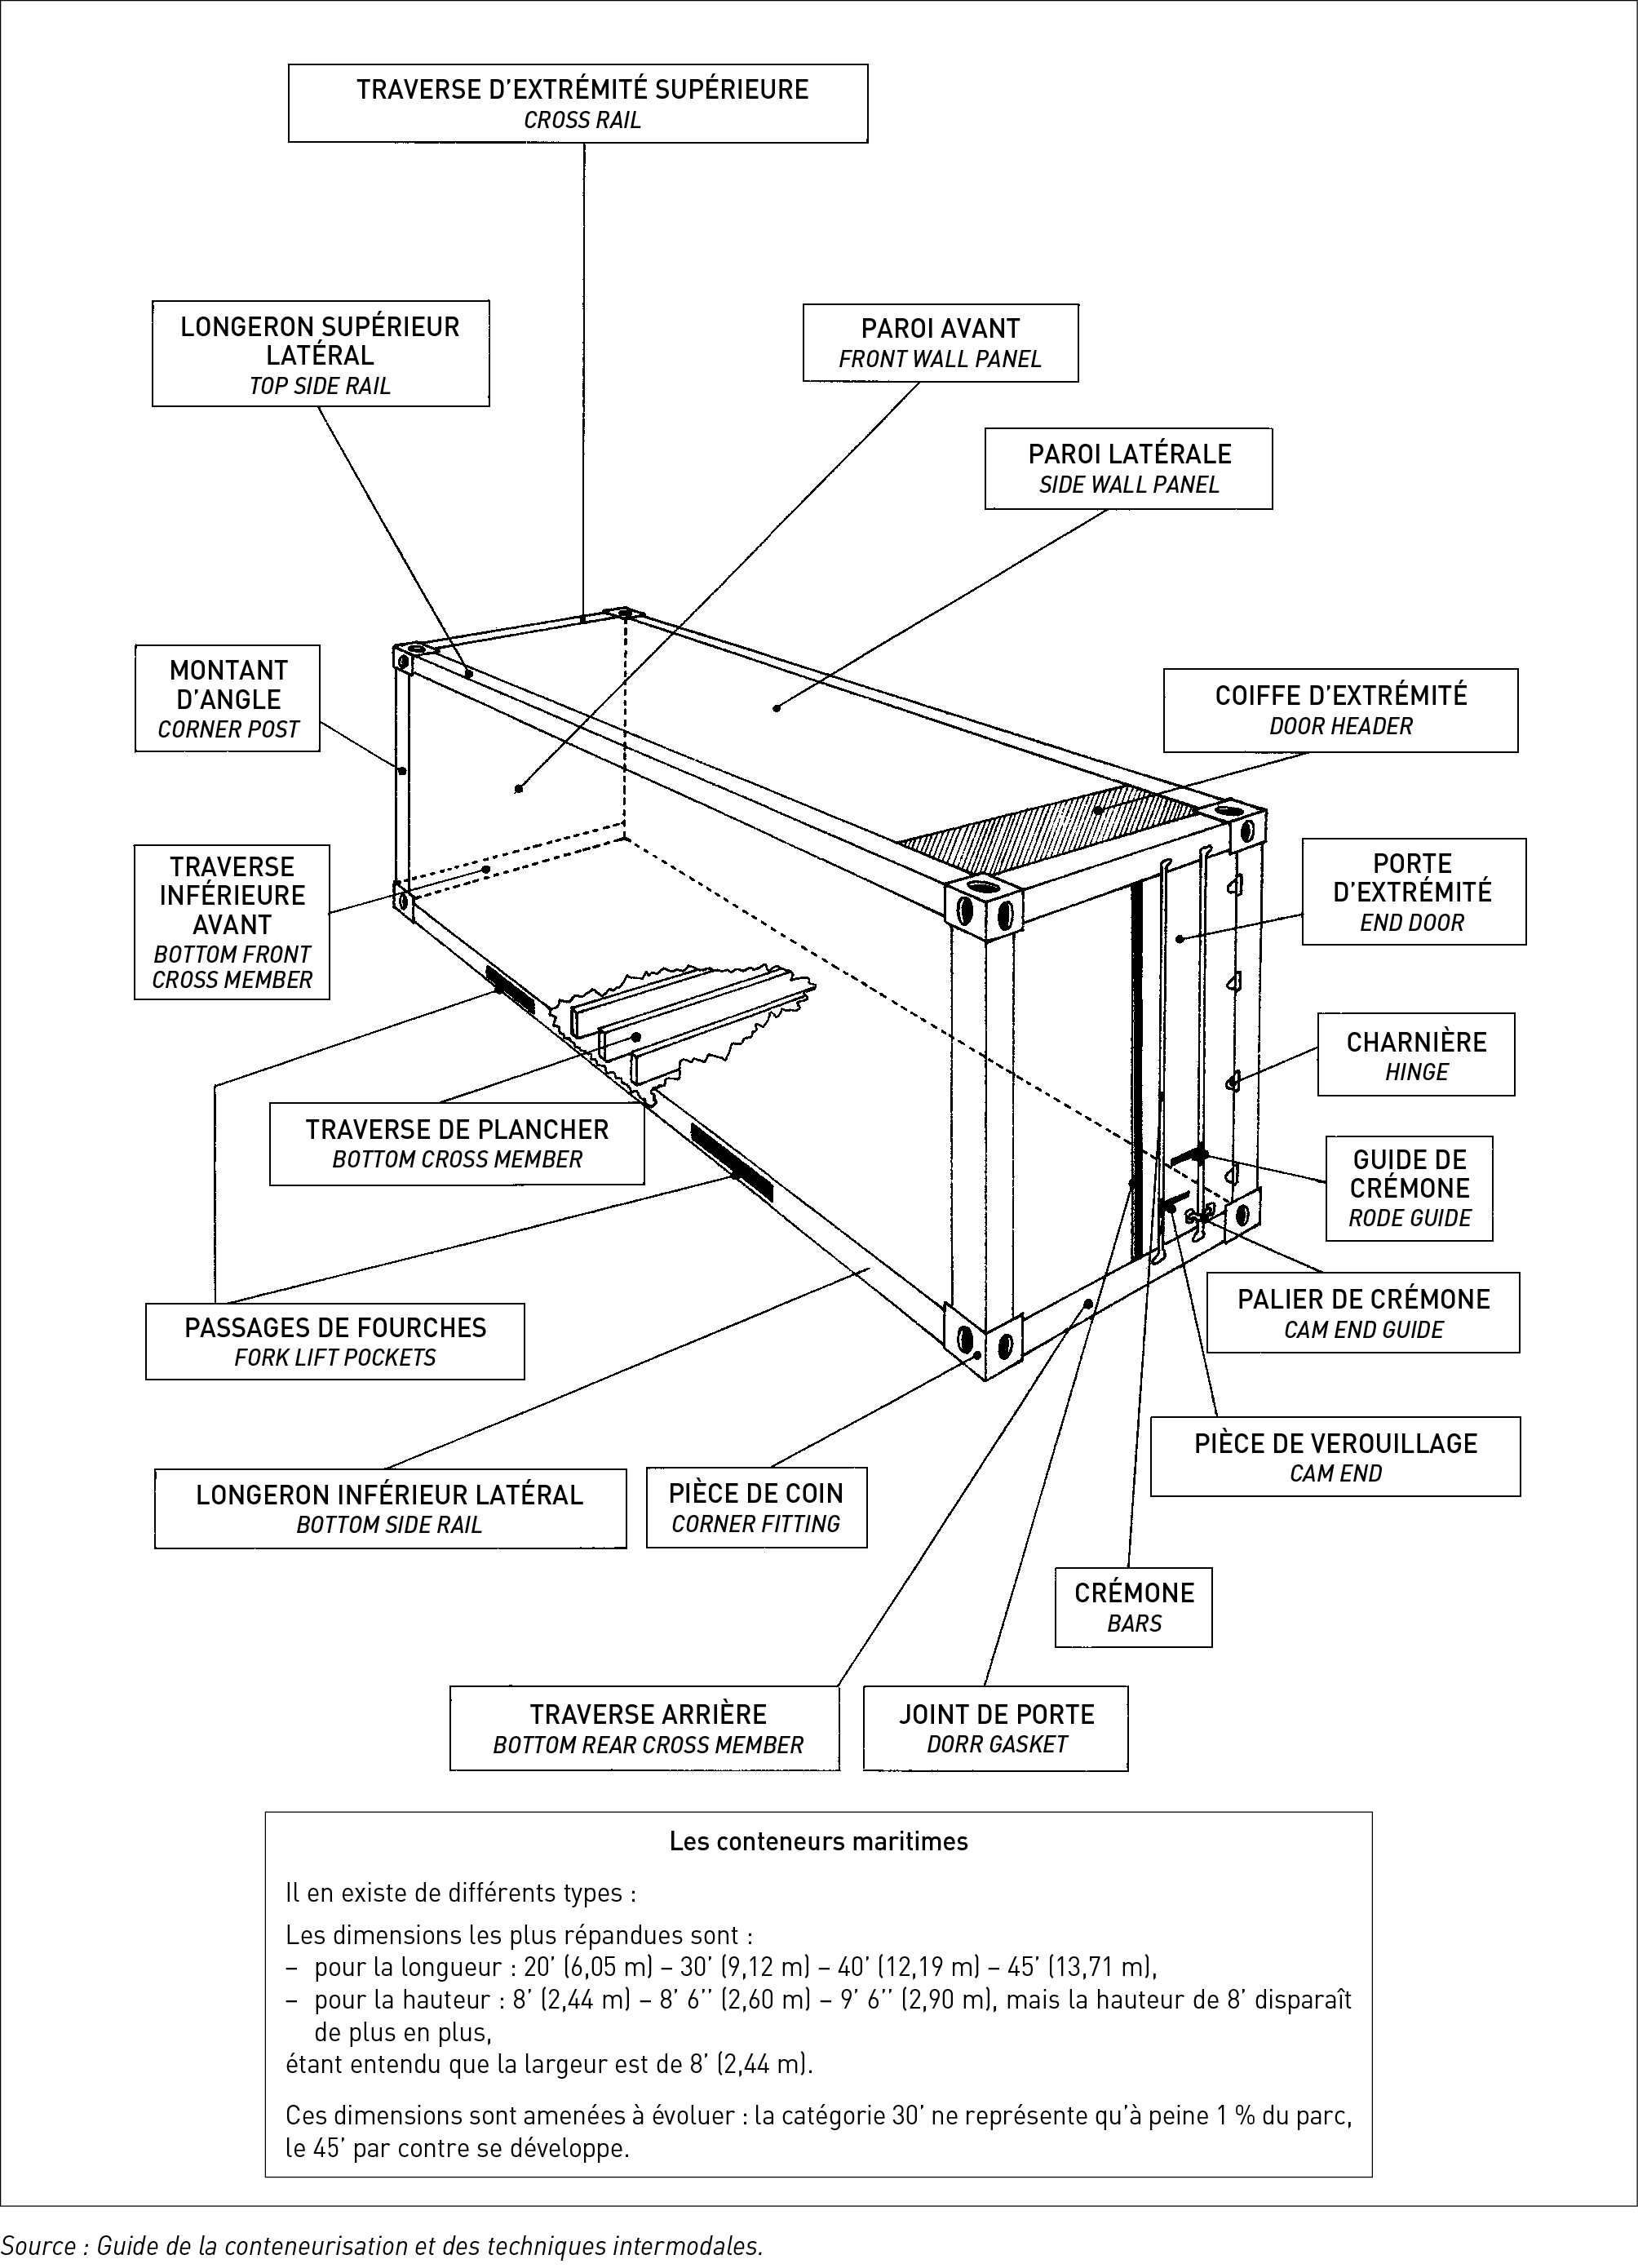 TRAVERSE D’EXTRÉMITÉ SUPÉRIEURE
CROSS RAIL
LONGERON SUPÉRIEUR
LATÉRAL
TOP SIDE RAIL
PAROI AVANT
FRONT WALL PANEL
PAROI LATÉRALE
SIDE WALL PANEL
MONTANT
D’ANGLE
CORNER POST
COIFFE D’EXTRÉMITÉ
DOOR HEADER
TRAVERSE
INFÉRIEURE
AVANT
BOTTOM FRONT
CROSS MEMBER
PORTE
D’EXTRÉMITÉ
END DOOR
CHARNIÈRE
HINGE
TRAVERSE DE PLANCHER
BOTTOM CROSS MEMBER
GUIDE DE
CRÉMONE
RODE GUIDE
PASSAGES DE FOURCHES
FORK LIFT POCKETS
PALIER DE CRÉMONE
CAM END GUIDE
PIÈCE DE VEROUILLAGE
CAM END
LONGERON INFÉRIEUR LATÉRAL
BOTTOM SIDE RAIL
PIÈCE DE COIN
CORNER FITTING
CRÉMONE
BARS
TRAVERSE ARRIÈRE
BOTTOM REAR CROSS MEMBER
JOINT DE PORTE
DORR GASKET
Les conteneurs maritimes
Il en existe de différents types :
Les dimensions les plus répandues sont :
– pour la longueur : 20’ (6,05 m) – 30’ (9,12 m) – 40’ (12,19 m) – 45’ (13,71 m),
– pour la hauteur : 8’ (2,44 m) – 8’ 6’’ (2,60 m) – 9’ 6’’ (2,90 m), mais la hauteur de 8’ disparaît
de plus en plus,
étant entendu que la largeur est de 8’ (2,44 m).
Ces dimensions sont amenées à évoluer : la catégorie 30’ ne représente qu’à peine 1 % du parc,
le 45’ par contre se développe.
Source : Guide de la conteneurisation et des techniques intermodales.